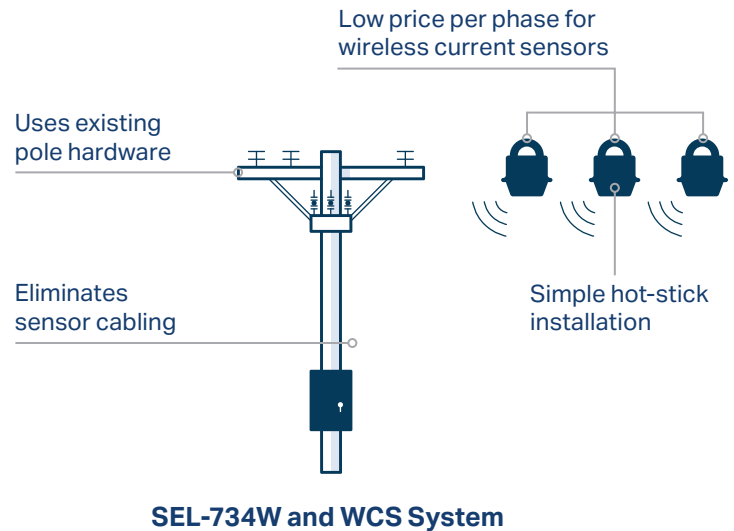 Low price per phase for
wireless current sensors
Uses existing
pole hardware
Eliminates
sensor cabling
Simple hot-stick
installation
SEL-734W and WCS System